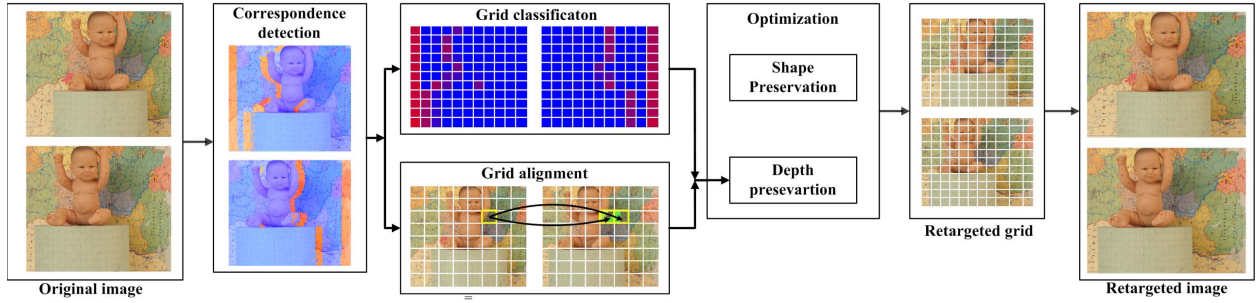 Original image
Correspondence
detection
Grid classificaton
Grid alignment
=
Optimization
Shape
Preservation
Depth
presevartion
Retargeted grid
Retargeted image